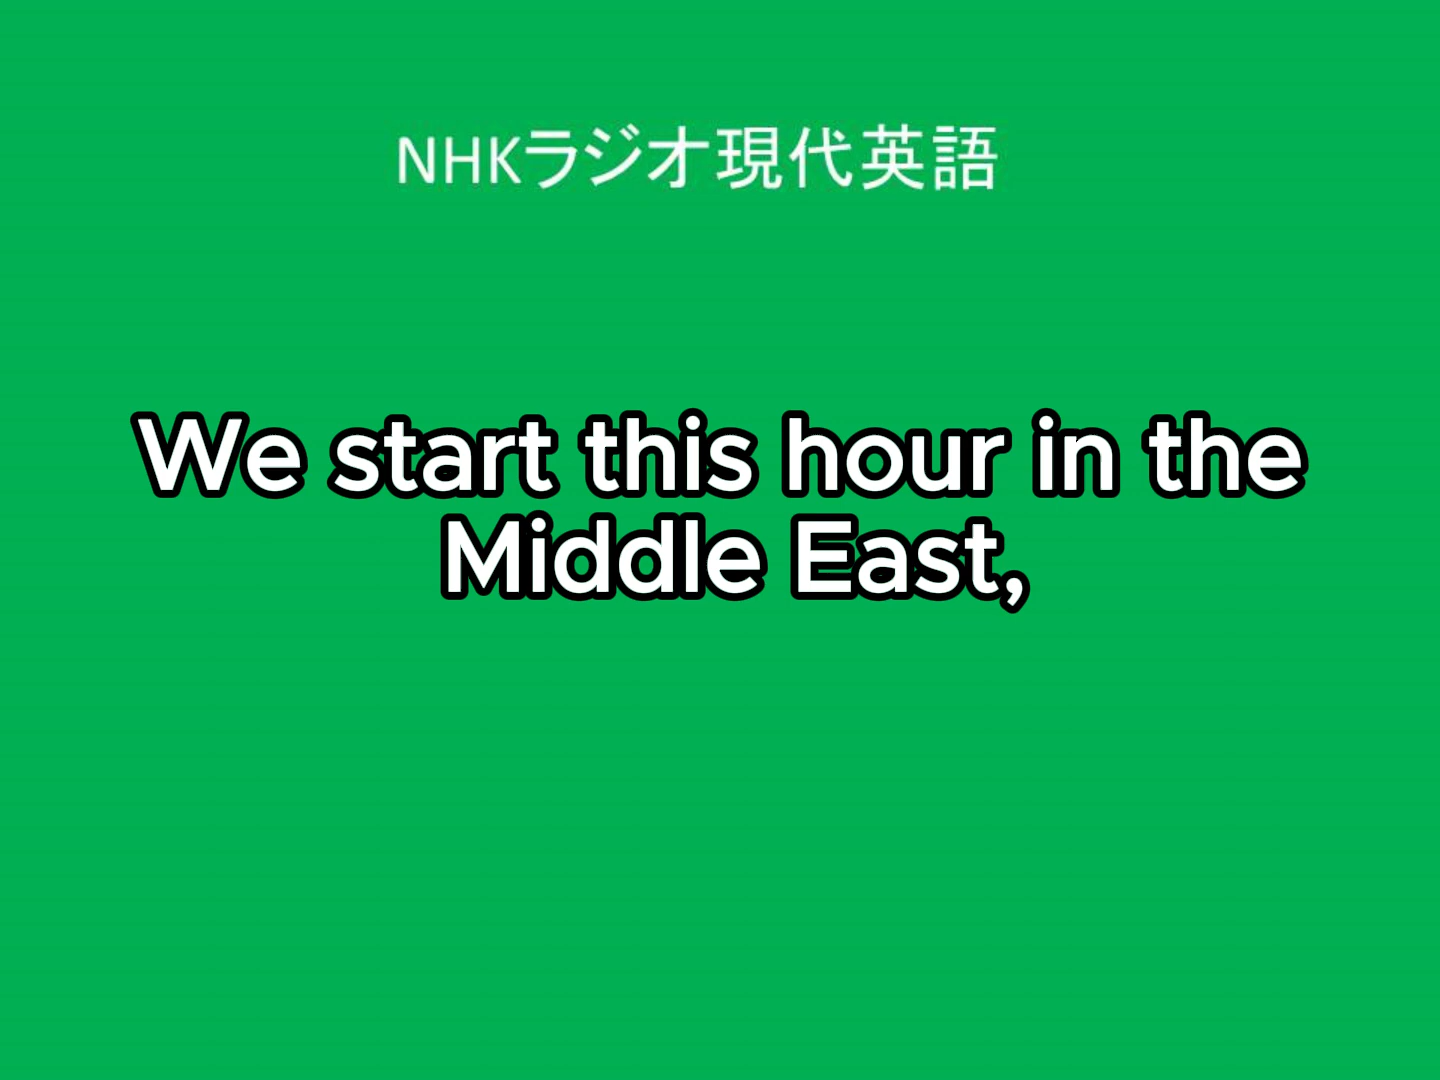 NHKラジオ現代英語
We start this hour in the
Middle East,